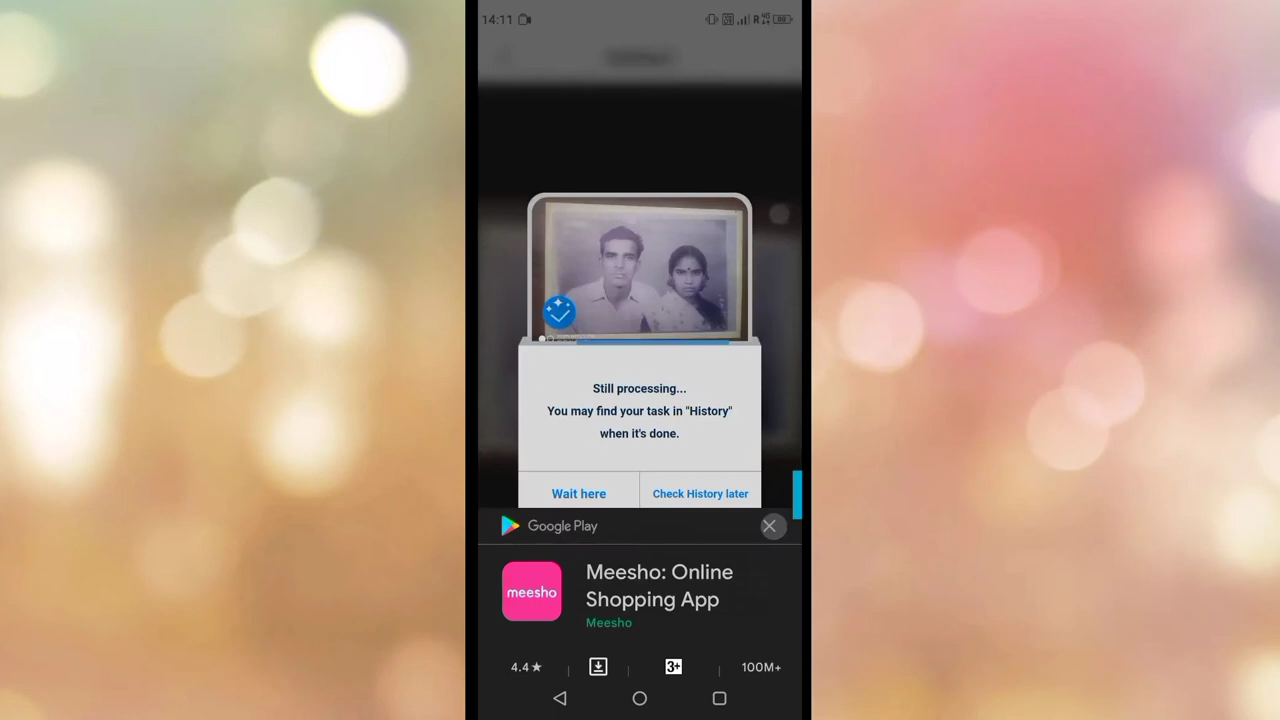 14:11
Still processing...
You may find your task in "History"
when it's done.
Wait here
Check History later
Google Play
meesho
Meesho: Online
Shopping App
Meesho
4.4★
3+
100M+